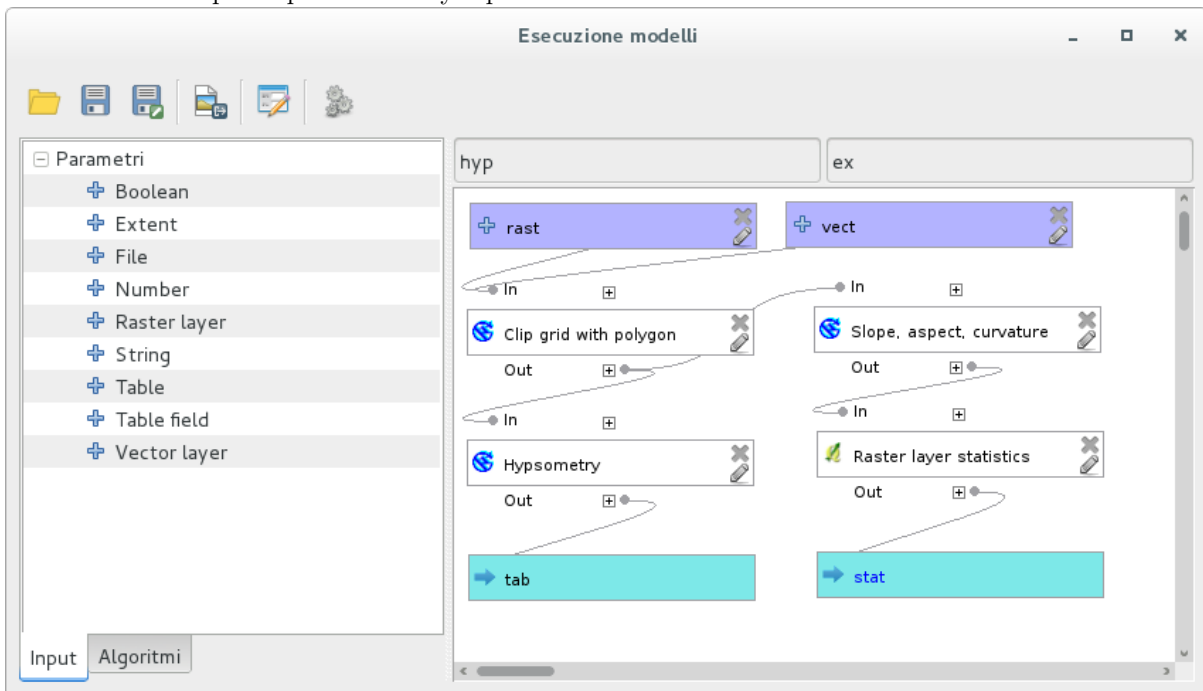 Esecuzione modelli
Parametri
Boolean
Extent
File
Number
Raster layer
String
Table
Table field
Vector layer
Input
Algoritmi
hyp
ex
rast
vect
In
In
Clip grid with polygon
Slope, aspect, curvature
Out
Out
In
In
Hypsometry
Raster layer statistics
Out
Out
tab
stat